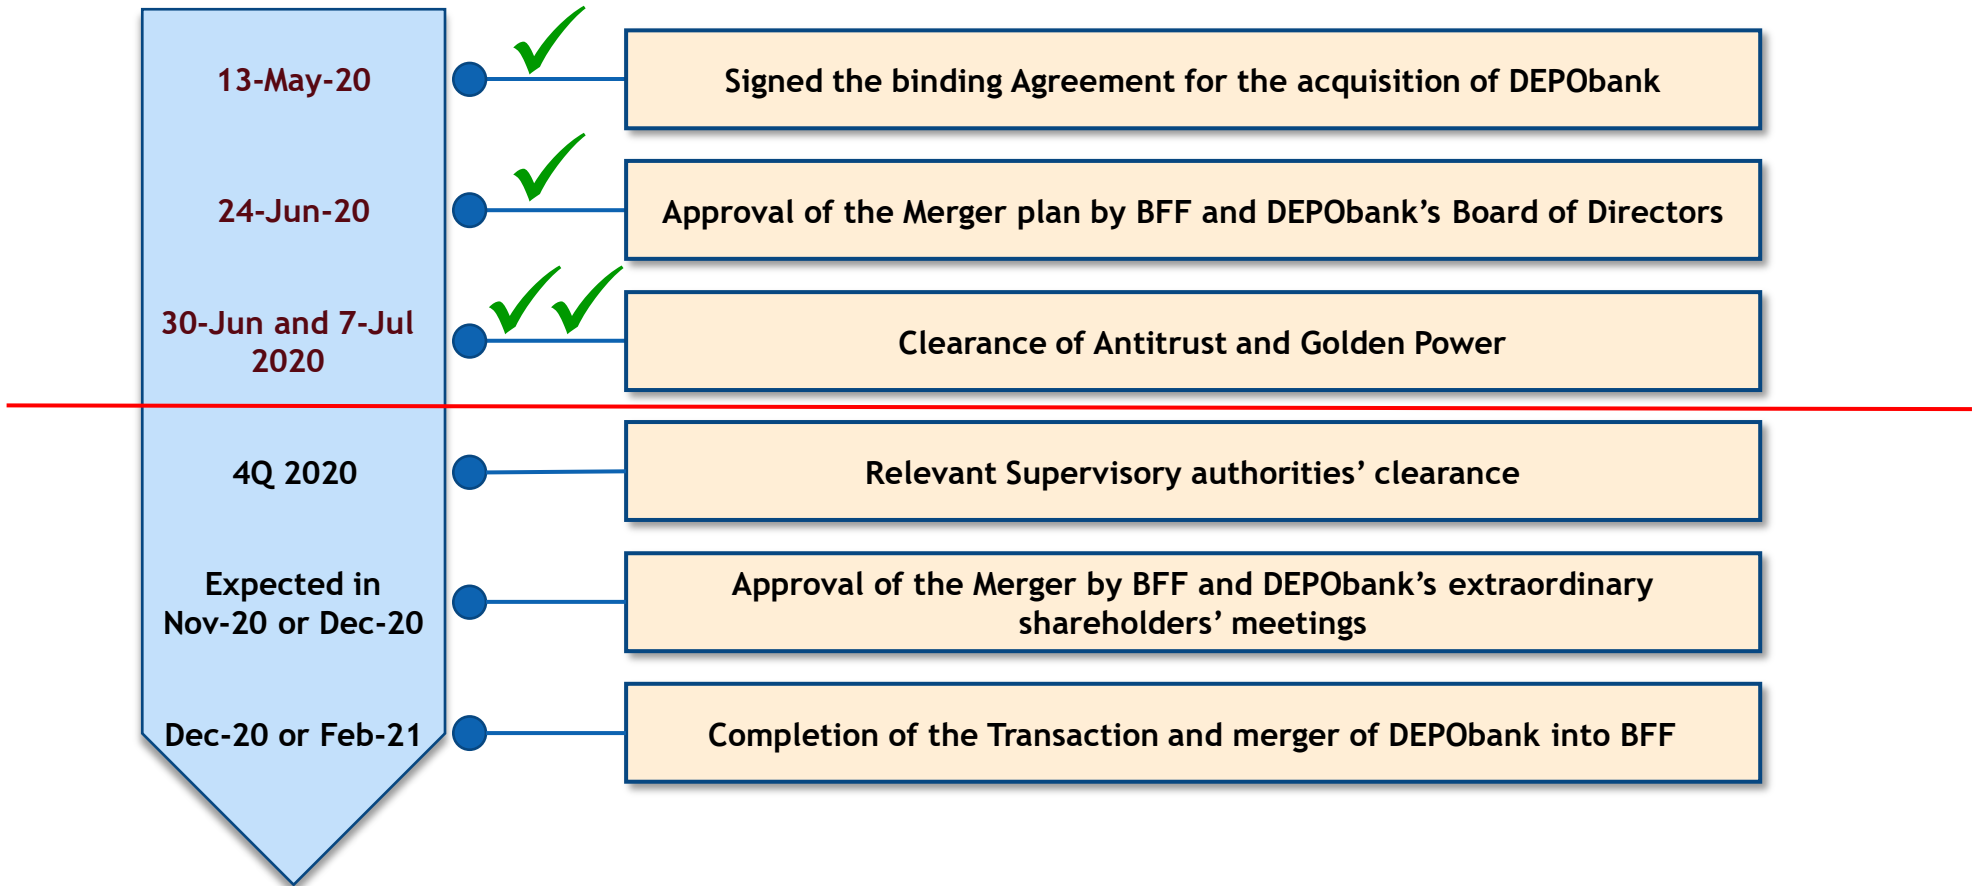 13-May-20
Signed the binding Agreement for the acquisition of DEPObank
24-Jun-20
Approval of the Merger plan by BFF and DEPObank’s Board of Directors
30-Jun and 7-Jul
2020
Clearance of Antitrust and Golden Power
4Q 2020
Relevant Supervisory authorities’ clearance
Expected in
Nov-20 or Dec-20
Approval of the Merger by BFF and DEPObank’s extraordinary
shareholders’ meetings
Dec-20 or Feb-21
Completion of the Transaction and merger of DEPObank into BFF